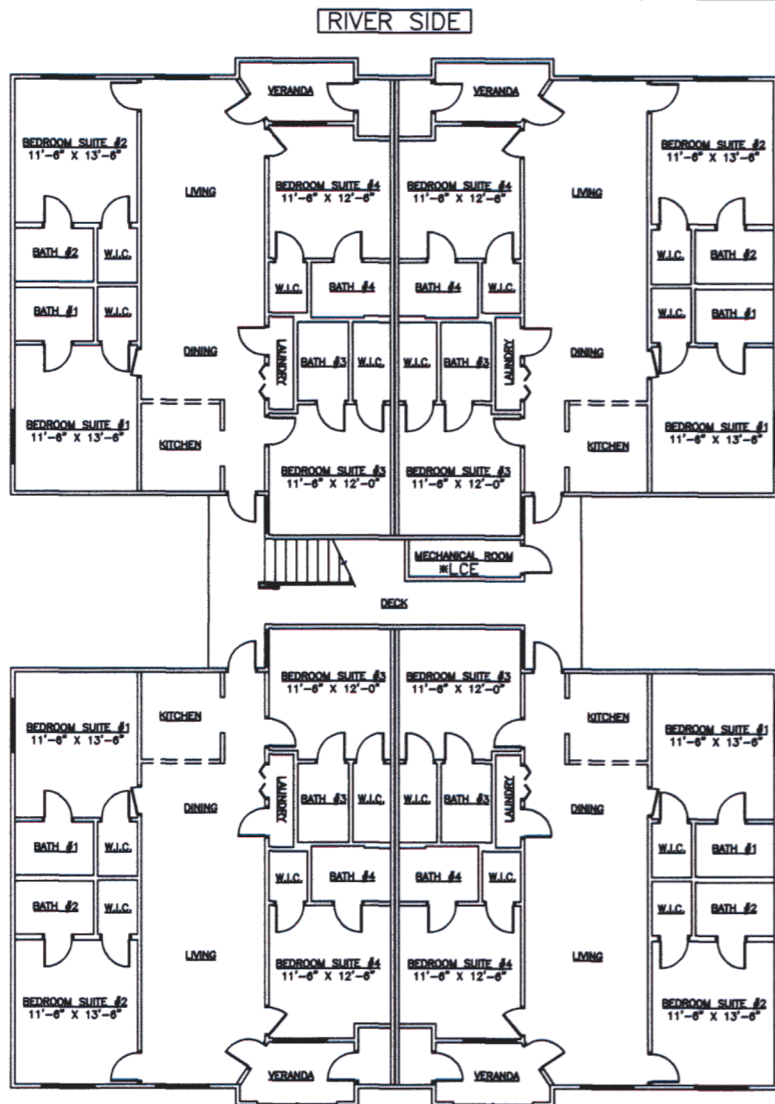 RIVER SIDE
VERANDA VERANDA
BEDROOM SUITE #2 BEDROOM SUITE #2
11'-6" X 13'-6" 11'-6" X 13'-6"
BEDROOM SUITE #4 BEDROOM SUITE #4
11'-6" X 12'-6" 11'-6" X 12'-6"
LIVING LIVING
BATH #2 W.I.C. W.I.C. BATH #2
W.I.C. BATH #4 BATH #4 W.I.C.
BATH #1 W.I.C. W.I.C. BATH #1
DINING LAUNDRY BATH #3 W.I.C. W.I.C. BATH #3 LAUNDRY DINING
BEDROOM SUITE #1 BEDROOM SUITE #1
11'-6" X 13'-6" 11'-6" X 13'-6"
KITCHEN KITCHEN
BEDROOM SUITE #3 BEDROOM SUITE #3
11'-6" X 12'-0" 11'-6" X 12'-0"
MECHANICAL ROOM
*LCE
DECK
BEDROOM SUITE #3 BEDROOM SUITE #3
11'-6" X 12'-0" 11'-6" X 12'-0"
BEDROOM SUITE #1 BEDROOM SUITE #1
11'-6" X 13'-6" 11'-6" X 13'-6"
KITCHEN KITCHEN
DINING LAUNDRY BATH #3 W.I.C. W.I.C. BATH #3 LAUNDRY DINING
BATH #1 W.I.C. W.I.C. BATH #1
W.I.C. BATH #4 BATH #4 W.I.C.
BATH #2 W.I.C. W.I.C. BATH #2
LIVING LIVING
BEDROOM SUITE #4 BEDROOM SUITE #4
11'-6" X 12'-6" 11'-6" X 12'-6"
BEDROOM SUITE #2 BEDROOM SUITE #2
11'-6" X 13'-6" 11'-6" X 13'-6"
VERANDA VERANDA